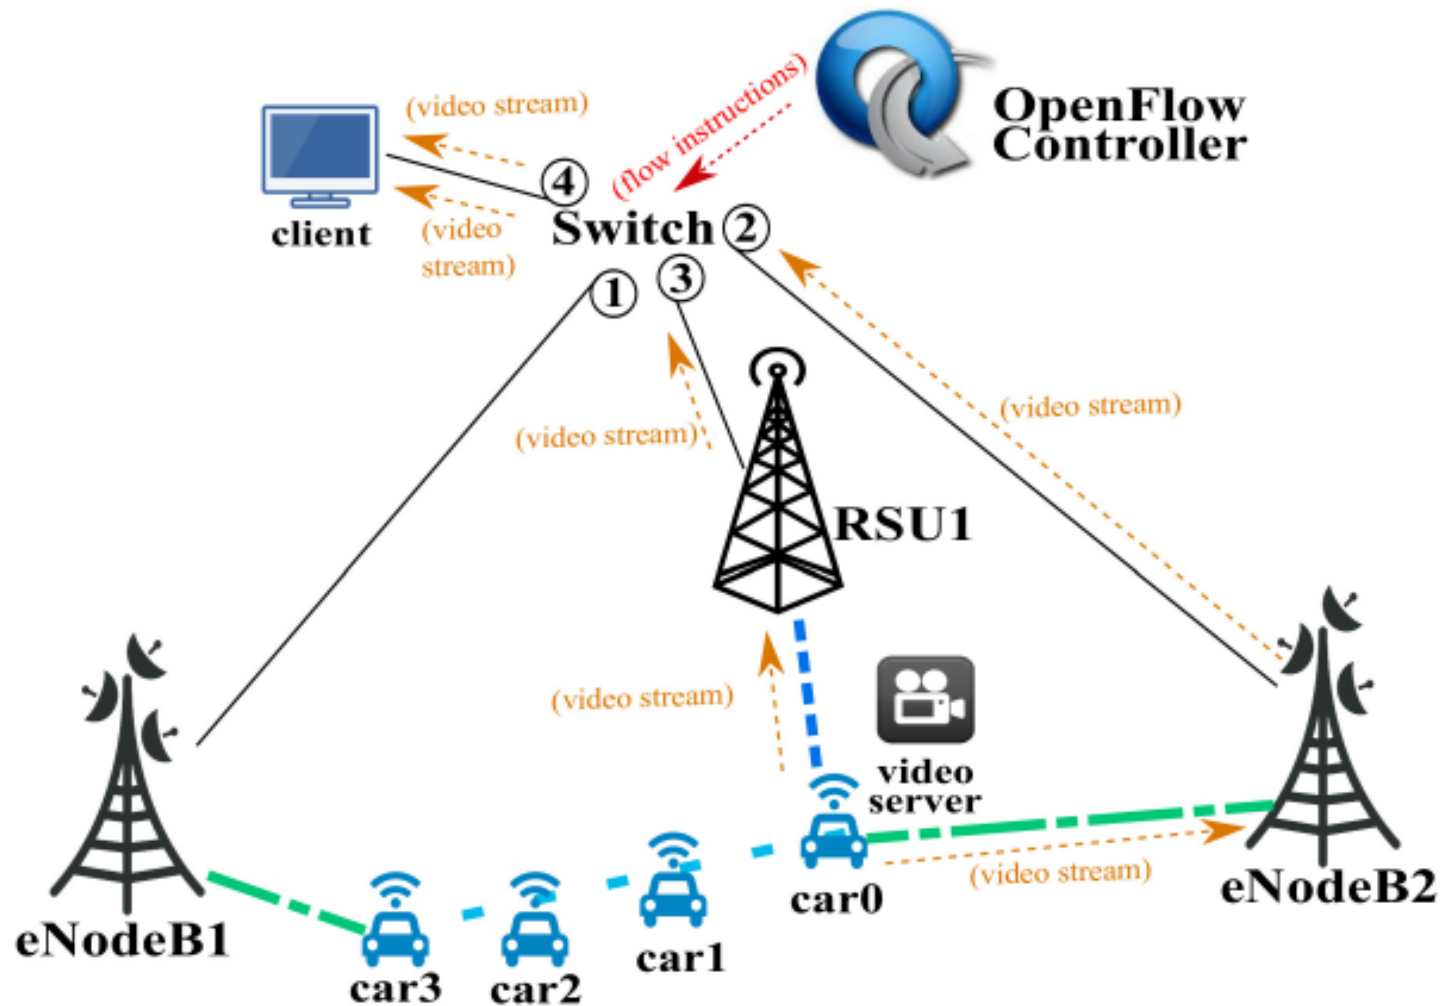 (flow instructions)
OpenFlow
Controller
(video stream)
4
client
Switch
2
(video
stream)
1
3
(video stream)
(video stream)
RSU1
(video stream)
video
server
(video stream)
car0
eNodeB2
eNodeB1
car1
car2
car3